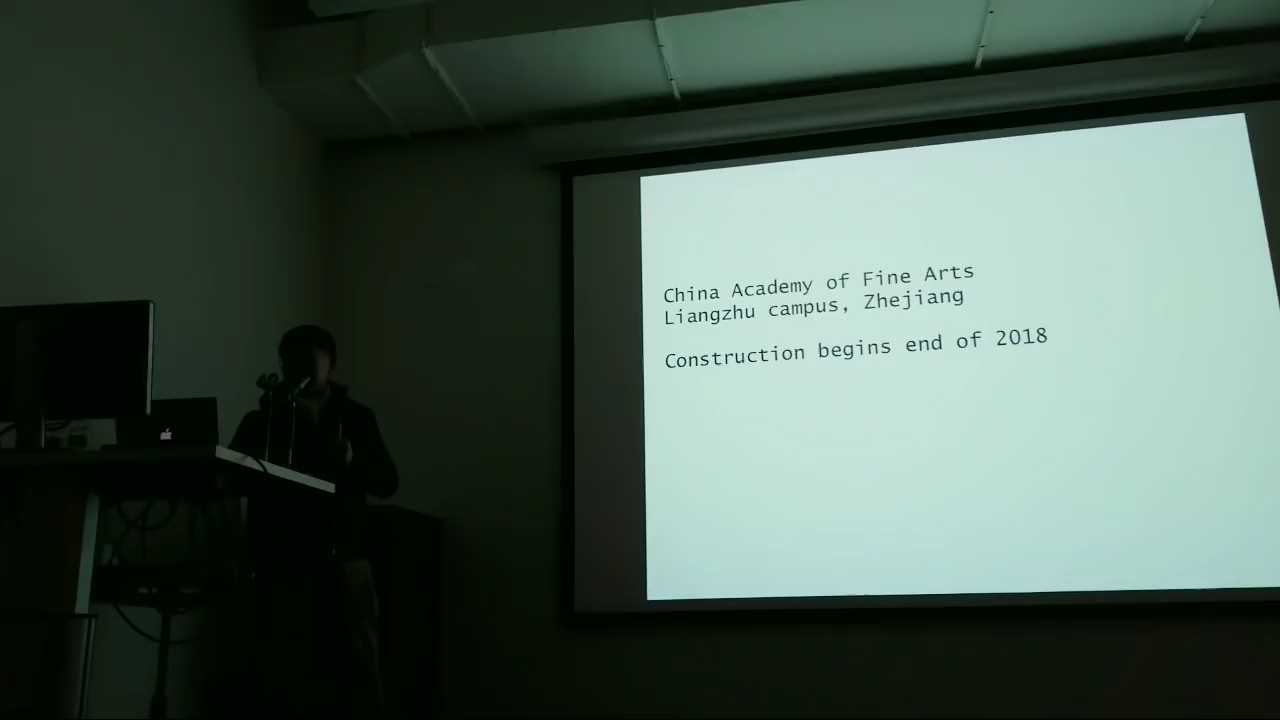 China Academy of Fine Arts
Liangzhu campus, Zhejiang
Construction begins end of 2018